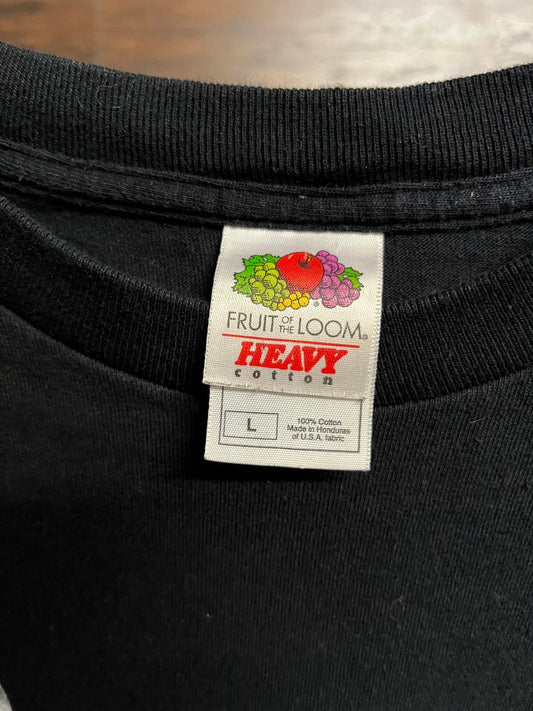 FRUIT OF THE LOOM®
HEAVY
cotton
L
100% Cotton
Made in Honduras
of U.S.A. fabric